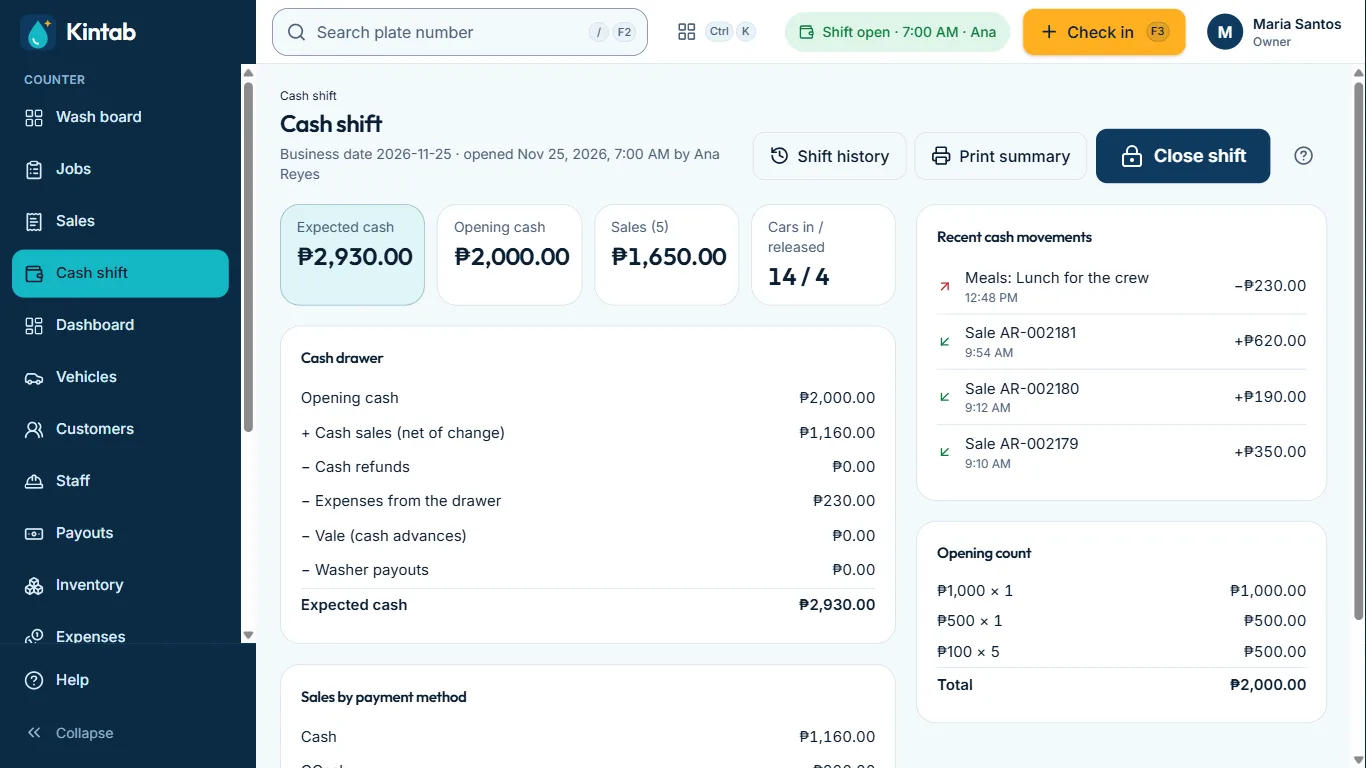 Kintab
Search plate number
/ F2
Ctrl K
Shift open · 7:00 AM · Ana
Check in F3
M
Maria Santos
Owner
COUNTER
Wash board
Jobs
Sales
Cash shift
Dashboard
Vehicles
Customers
Staff
Payouts
Inventory
Expenses
Help
Collapse
Cash shift
Cash shift
Business date 2026-11-25 · opened Nov 25, 2026, 7:00 AM by Ana
Reyes
Shift history
Print summary
Close shift
Expected cash
₱2,930.00
Opening cash
₱2,000.00
Sales (5)
₱1,650.00
Cars in /
released
14 / 4
Cash drawer
Opening cash ₱2,000.00
+ Cash sales (net of change) ₱1,160.00
− Cash refunds ₱0.00
− Expenses from the drawer ₱230.00
− Vale (cash advances) ₱0.00
− Washer payouts ₱0.00
Expected cash ₱2,930.00
Sales by payment method
Cash ₱1,160.00
Recent cash movements
Meals: Lunch for the crew −₱230.00
12:48 PM
Sale AR-002181 +₱620.00
9:54 AM
Sale AR-002180 +₱190.00
9:12 AM
Sale AR-002179 +₱350.00
9:10 AM
Opening count
₱1,000 × 1 ₱1,000.00
₱500 × 1 ₱500.00
₱100 × 5 ₱500.00
Total ₱2,000.00